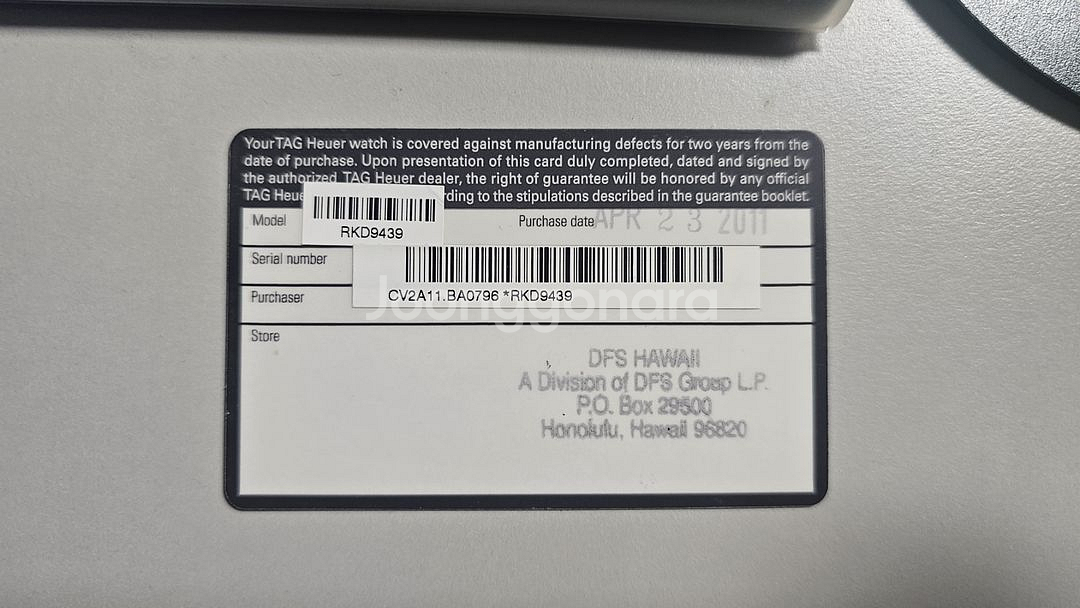 Your TAG Heuer watch is covered against manufacturing defects for two years from the
date of purchase. Upon presentation of this card duly completed, dated and signed by
the authorized TAG Heuer dealer, the right of guarantee will be honored by any official
TAG Heue rding to the stipulations described in the guarantee booklet.
Model RKD9439 Purchase date APR 23 2011
Serial number
CV2A11.BA0796 *RKD9439
Purchaser
Joonggonara
Store
DFS HAWAII
A Division of DFS Group L.P.
P.O. Box 29500
Honolulu, Hawaii 96820